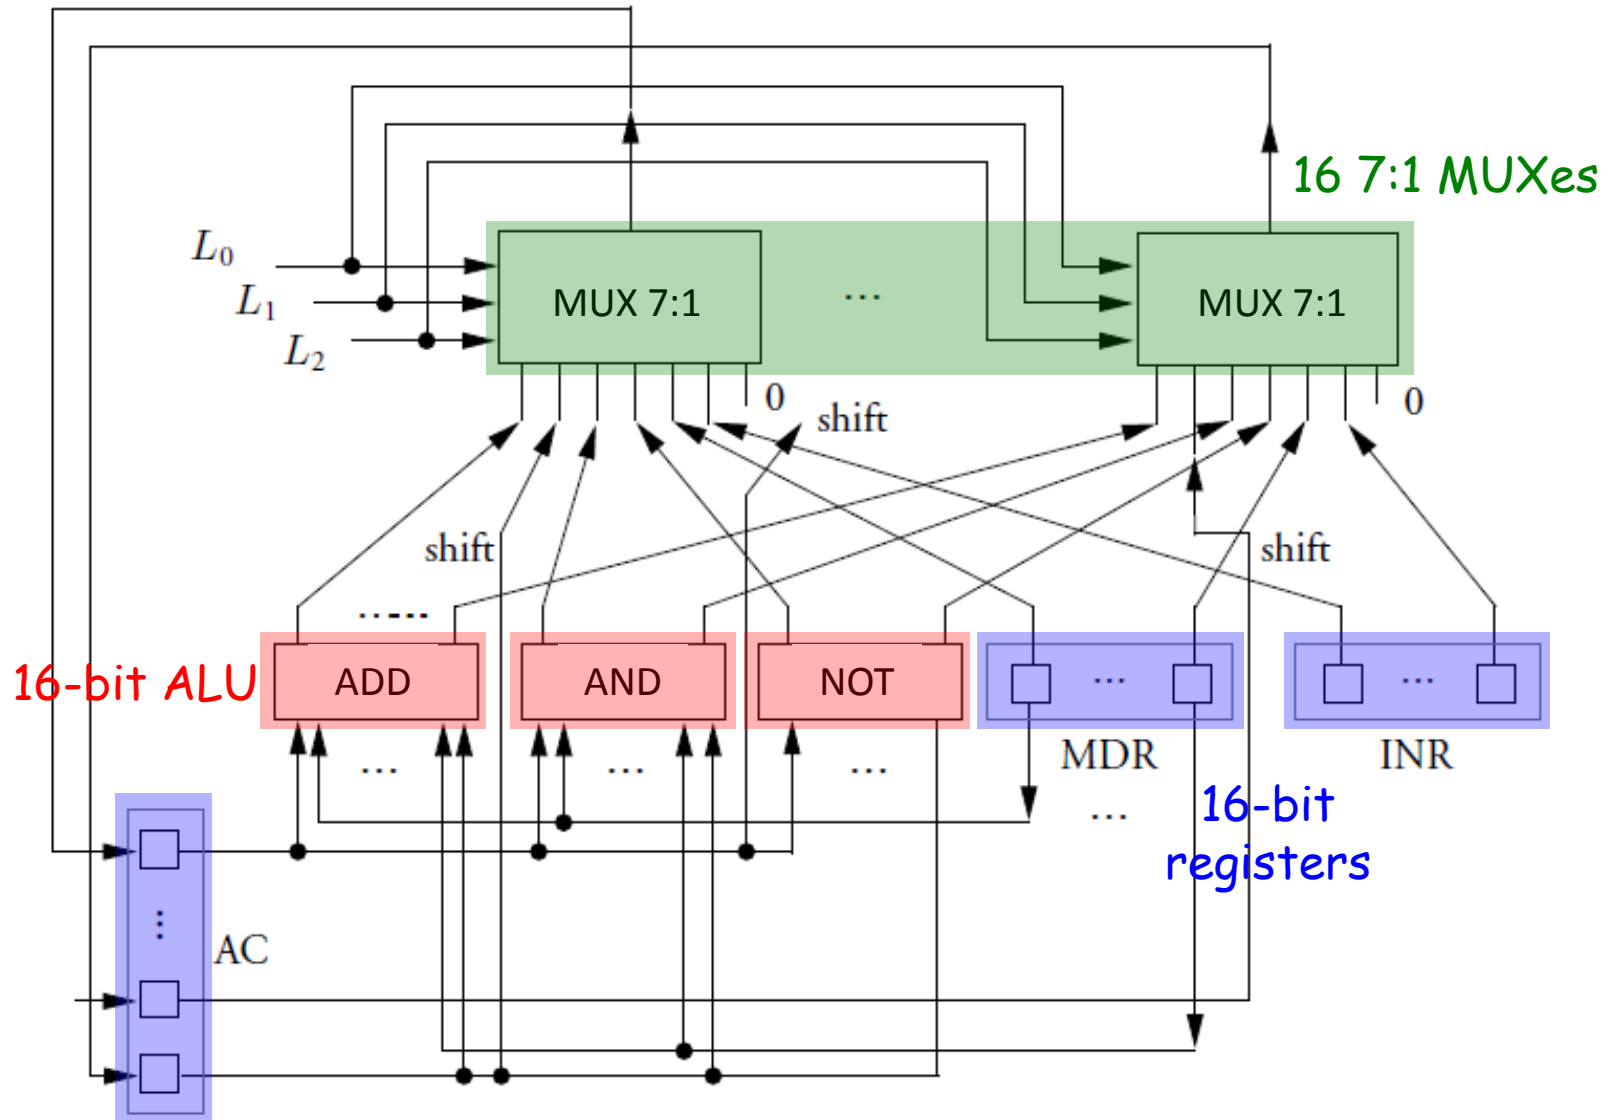 16 7:1 MUXes
L0
L1
L2
MUX 7:1
...
MUX 7:1
0
0
shift
shift
shift
......
16-bit ALU
ADD
AND
NOT
...
...
...
...
...
MDR
INR
...
16-bit
registers
...
AC